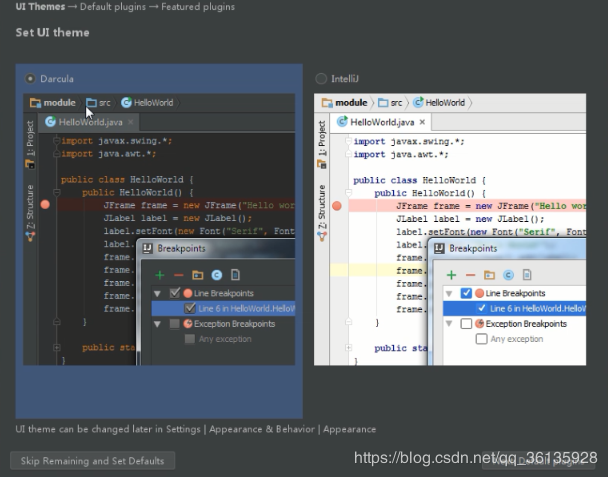 UI Themes → Default plugins → Featured plugins
Set UI theme
Darcula
module src HelloWorld
HelloWorld.java ×
1: Project
Z: Structure
import javax.swing.*;
import java.awt.*;
public class HelloWorld {
public HelloWorld() {
JFrame frame = new JFrame("Hello wor
JLabel label = new JLabel();
label.setFont(new Font("Serif", Font
label.
frame.
frame.
frame.
frame.
frame.
}
public sta
}
Breakpoints
Line Breakpoints
Line 6 in HelloWorld.HelloW
Exception Breakpoints
Any exception
IntelliJ
module src HelloWorld
HelloWorld.java ×
1: Project
Z: Structure
import javax.swing.*;
import java.awt.*;
public class HelloWorld {
public HelloWorld() {
JFrame frame = new JFrame("Hello wo
JLabel label = new JLabel();
label.setFont(new Font("Serif", Fon
label.
frame.
frame.
frame.
frame.
frame.
}
public sta
}
Breakpoints
Line Breakpoints
Line 6 in HelloWorld.HelloW
Exception Breakpoints
Any exception
UI theme can be changed later in Settings | Appearance & Behavior | Appearance
Skip Remaining and Set Defaults
https://blog.csdn.net/qq_36135928